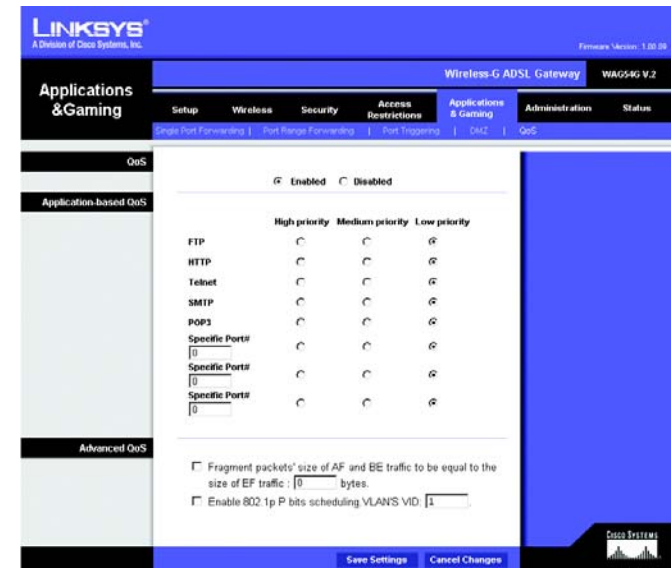 LINKSYS®
A Division of Cisco Systems, Inc.
Firmware Version: 1.00.09
Wireless-G ADSL Gateway WAG54G V.2
Applications
&Gaming
Setup Wireless Security Access Restrictions Applications & Gaming Administration Status
Single Port Forwarding | Port Range Forwarding | Port Triggering | DMZ | QoS
QoS
Enabled Disabled
Application-based QoS
High priority Medium priority Low priority
FTP
HTTP
Telnet
SMTP
POP3
Specific Port#
0
Specific Port#
0
Specific Port#
0
Advanced QoS
Fragment packets' size of AF and BE traffic to be equal to the
size of EF traffic : 0 bytes.
Enable 802.1p P bits scheduling,VLAN'S VID: 1 .
Save Settings Cancel Changes
CISCO SYSTEMS